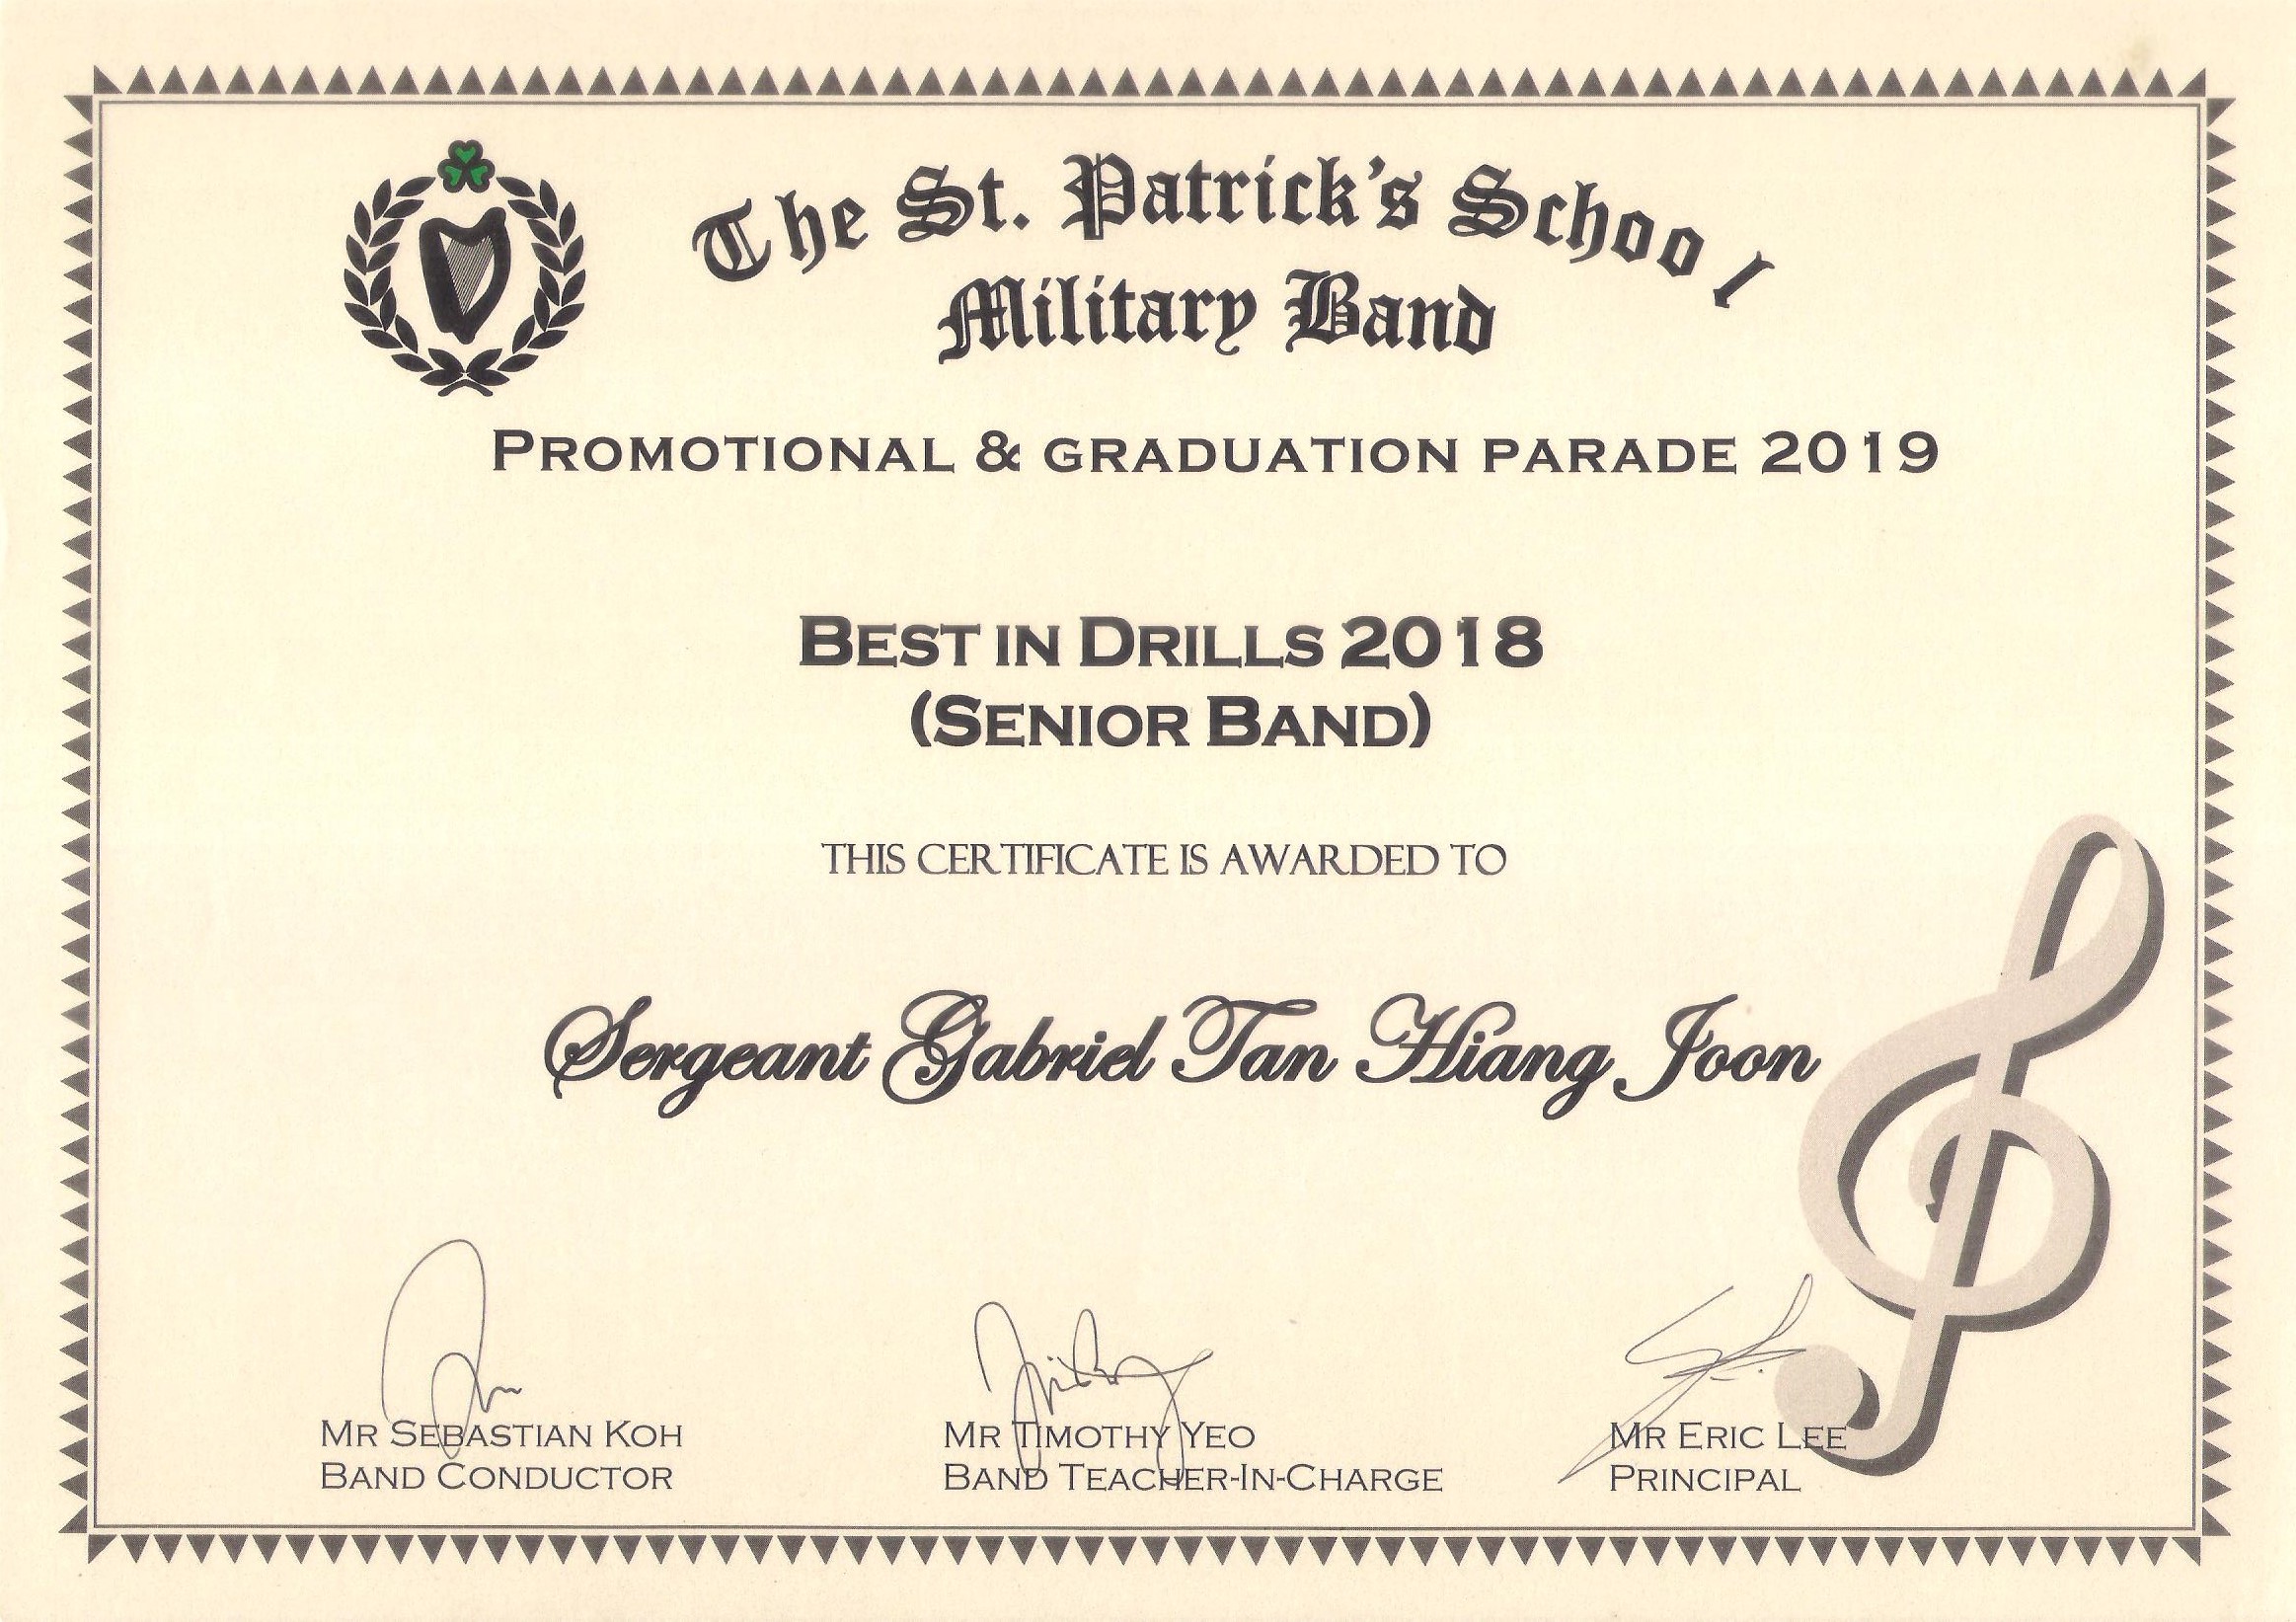 The St. Patrick's School
Military Band
PROMOTIONAL & GRADUATION PARADE 2019
BEST IN DRILLS 2018
(SENIOR BAND)
THIS CERTIFICATE IS AWARDED TO
Sergeant Gabriel Tan Hiang Joon
MR SEBASTIAN KOH
BAND CONDUCTOR
MR TIMOTHY YEO
BAND TEACHER-IN-CHARGE
MR ERIC LEE
PRINCIPAL